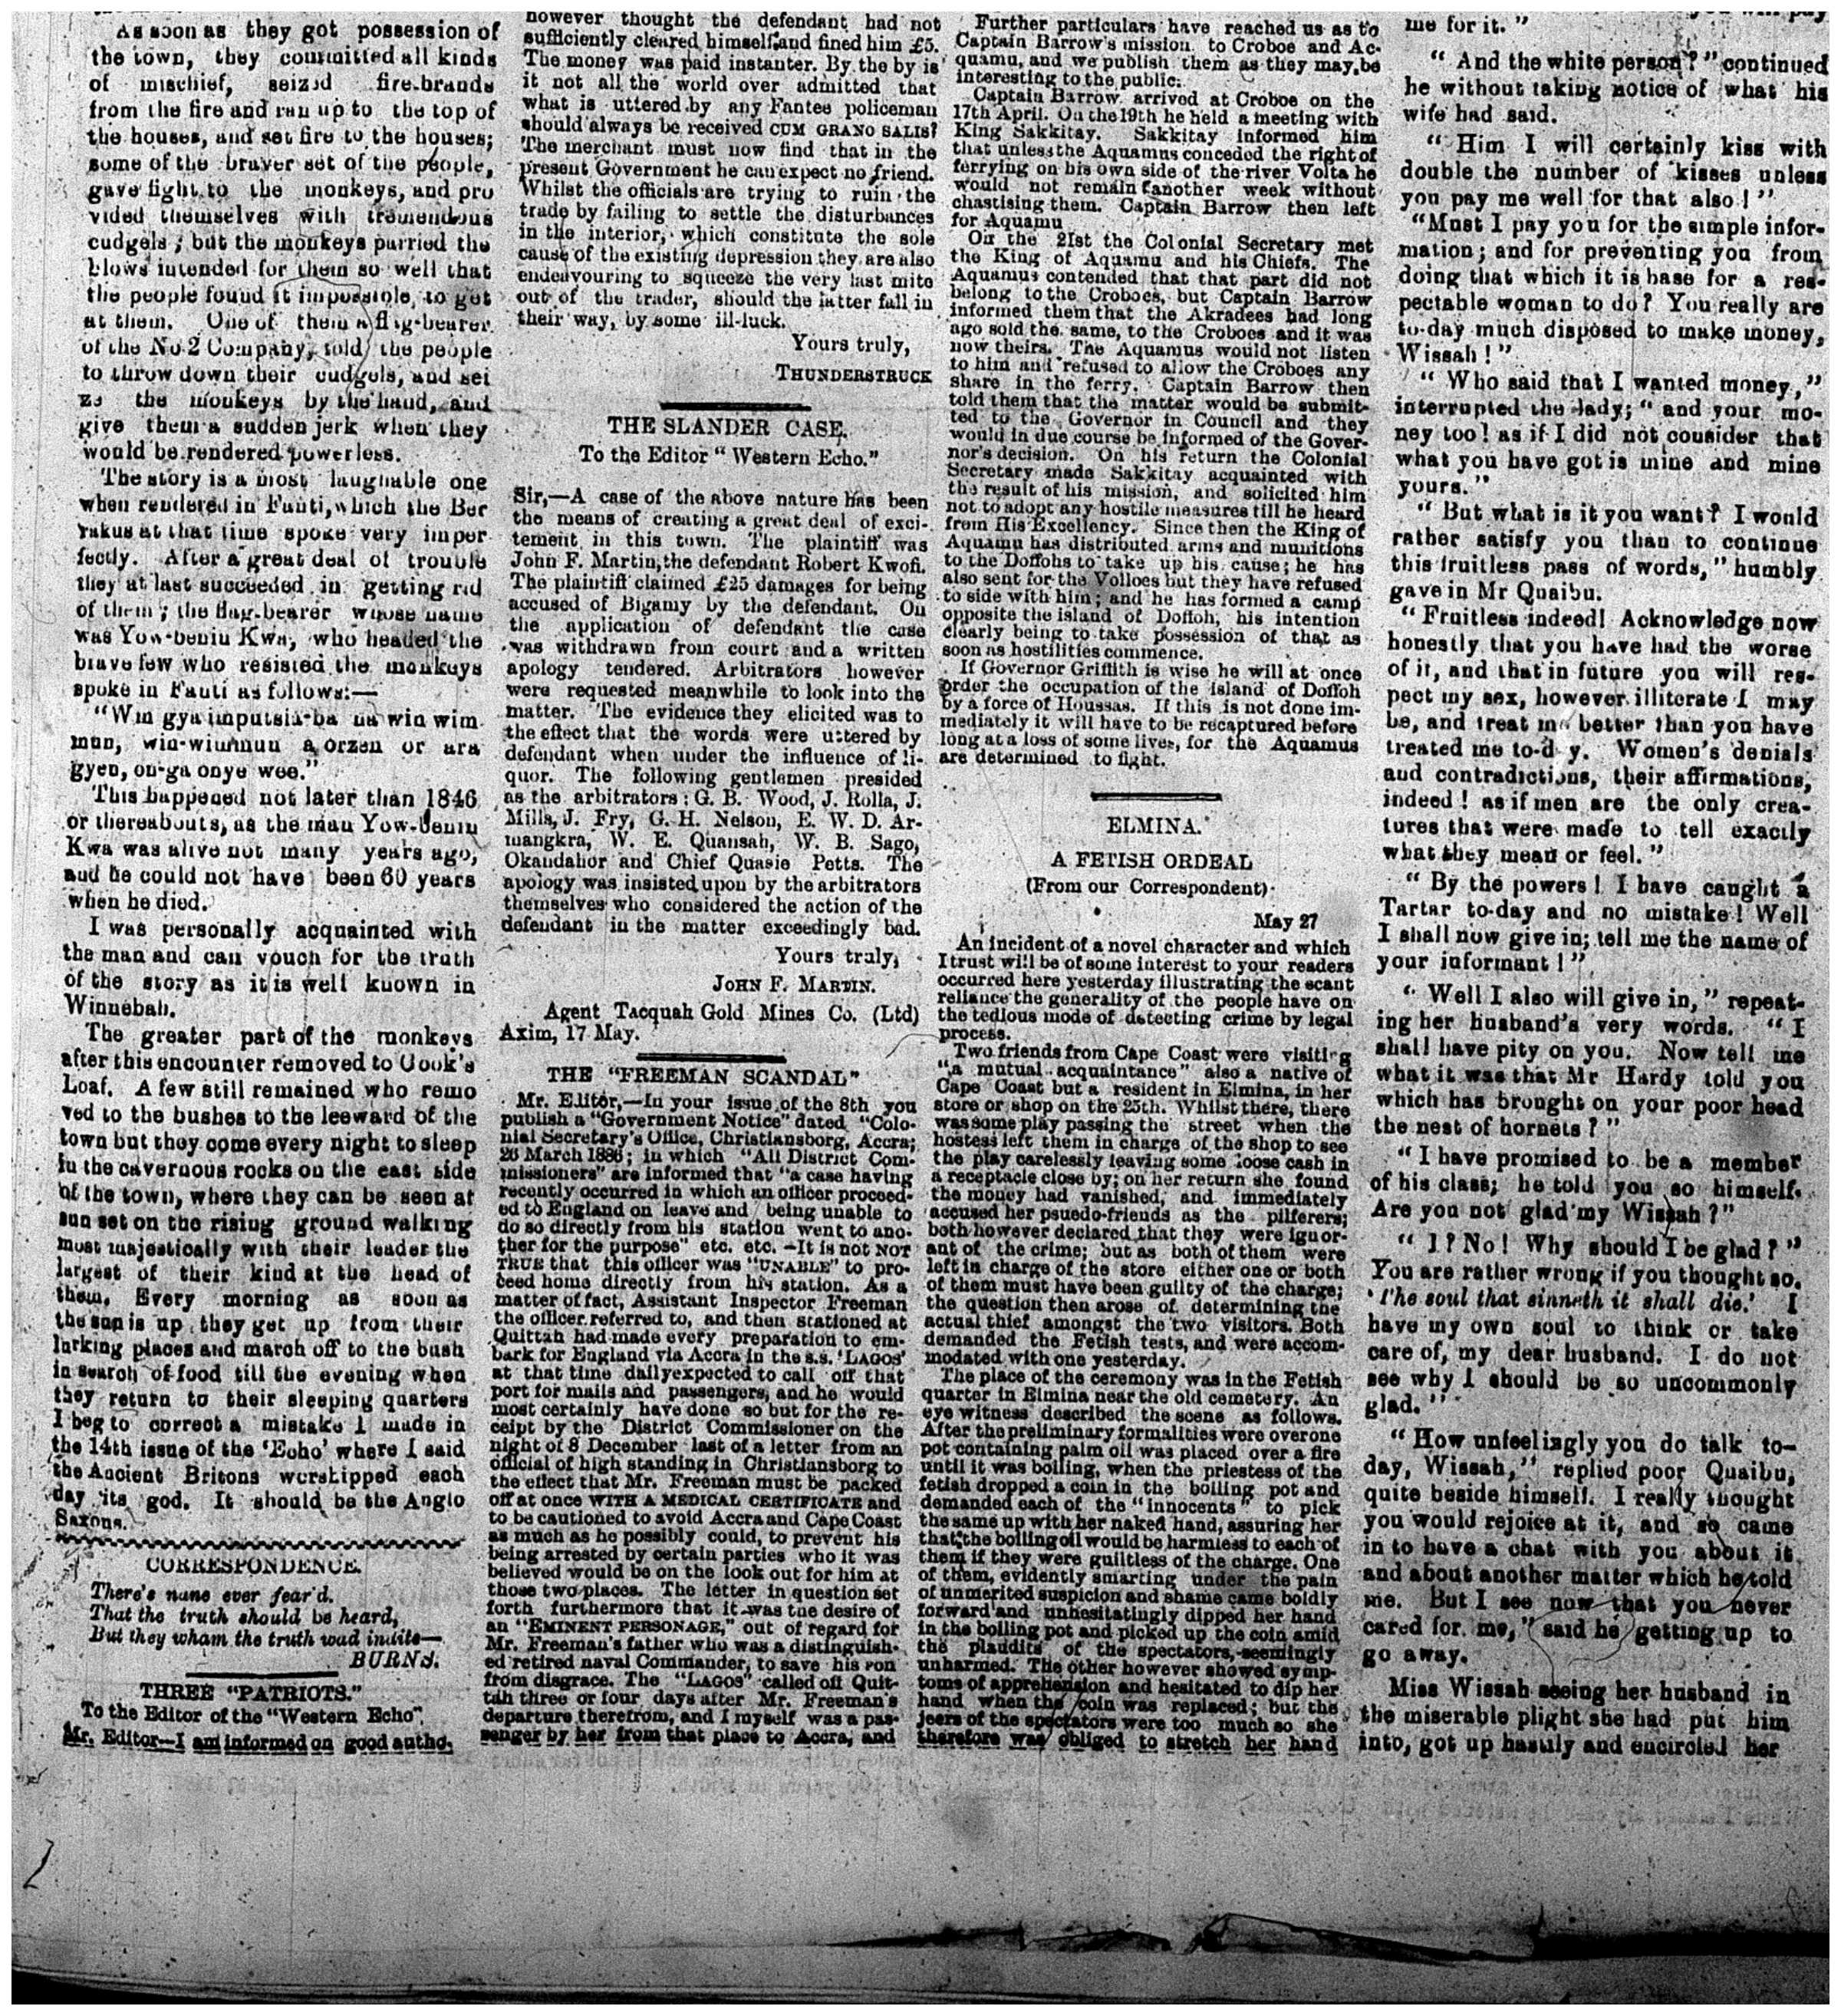 As soon as they got possession of
the town, they committed all kinds
of mischief, seizsd fire-brands
from the fire and ran up to the top of
the houses, and set fire to the houses;
some of the braver set of the people,
gave fight to the monkeys, and pro
vided themselves with tremendous
cudgels; but the monkeys parried the
blows intended for them so well that
the people found it impossible, to get
at them. One of them a flag-bearer
of the No.2 Company, told the people
to throw down their cudgels, and sei
ze the monkeys by the hand, and
give them a sudden jerk when they
would be rendered powerless.
The story is a most laughable one
when rendered in Fanti, which the Ber
rakus at that time spoke very imper
fectly. After a great deal of trouble
they at last succeeded in getting rid
of them; the flag-bearer whose name
was Yow-beniu Kwa, who headed the
brave few who resisted the monkeys
spoke in Fauti as follows:—
"Win gya imputsia-ba na win wim
mun, win-wimmun a orzen or ara
gyen, on-ga onye wee."
This happened not later than 1846
or thereabouts, as the man Yow-beniu
Kwa was alive not many years ago,
and he could not have been 60 years
when he died.
I was personally acquainted with
the man and can vouch for the truth
of the story as it is well known in
Winnebah.
The greater part of the monkeys
after this encounter removed to Cook's
Loaf. A few still remained who remo
ved to the bushes to the leeward of the
town but they come every night to sleep
in the cavernous rocks on the east side
of the town, where they can be seen at
sun set on the rising ground walking
most majestically with their leader the
largest of their kind at the head of
them. Every morning as soon as
the sun is up they get up from their
lurking places and march off to the bush
in search of food till the evening when
they return to their sleeping quarters
I beg to correct a mistake I made in
the 14th issue of the 'Echo' where I said
the Ancient Britons worshipped each
day its god. It should be the Anglo
Saxons.
CORRESPONDENCE.
There's nane ever fear'd.
That the truth should be heard,
But they wham the truth wad indite—
BURNS.
THREE "PATRIOTS."
To the Editor of the "Western Echo"
Mr. Editor—I am informed on good autho.
however thought the defendant had not
sufficiently cleared himself and fined him £5.
The money was paid instanter. By the by is
it not all the world over admitted that
what is uttered by any Fantee policeman
should always be received CUM GRANO SALIS?
The merchant must now find that in the
present Government he can expect no friend.
Whilst the officials are trying to ruin the
trade by failing to settle the disturbances
in the interior, which constitute the sole
cause of the existing depression they are also
endeavouring to squeeze the very last mite
out of the trader, should the latter fall in
their way, by some ill-luck.
Yours truly,
THUNDERSTRUCK
THE SLANDER CASE.
To the Editor "Western Echo."
Sir,—A case of the above nature has been
the means of creating a great deal of exci-
tement in this town. The plaintiff was
John F. Martin, the defendant Robert Kwofi.
The plaintiff claimed £25 damages for being
accused of Bigamy by the defendant. On
the application of defendant the case
was withdrawn from court and a written
apology tendered. Arbitrators however
were requested meanwhile to look into the
matter. The evidence they elicited was to
the effect that the words were uttered by
defendant when under the influence of li-
quor. The following gentlemen presided
as the arbitrators: G. B. Wood, J. Rolla, J.
Mills, J. Fry, G. H. Nelson, E. W. D. Ar-
mangkra, W. E. Quansah, W. B. Sago,
Okandahor and Chief Quasie Petts. The
apology was insisted upon by the arbitrators
themselves who considered the action of the
defendant in the matter exceedingly bad.
Yours truly,
JOHN F. MARTIN.
Agent Tacquah Gold Mines Co. (Ltd)
Axim, 17 May.
THE "FREEMAN SCANDAL"
Mr. Editor,—In your issue of the 8th you
publish a "Government Notice" dated "Colo-
nial Secretary's Office, Christiansborg, Accra;
26 March 1886; in which "All District Com-
missioners" are informed that "a case having
recently occurred in which an officer proceed-
ed to England on leave and being unable to
do so directly from his station went to ano-
ther for the purpose" etc. etc. –It is not NOT
TRUE that this officer was "UNABLE" to pro-
ceed home directly from his station. As a
matter of fact, Assistant Inspector Freeman
the officer referred to, and then stationed at
Quittah had made every preparation to em-
bark for England via Accra in the s.s. 'LAGOS'
at that time daily expected to call off that
port for mails and passengers, and he would
most certainly have done so but for the re-
ceipt by the District Commissioner on the
night of 8 December last of a letter from an
official of high standing in Christiansborg to
the effect that Mr. Freeman must be packed
off at once WITH A MEDICAL CERTIFICATE and
to be cautioned to avoid Accra and Cape Coast
as much as he possibly could, to prevent his
being arrested by certain parties who it was
believed would be on the look out for him at
those two places. The letter in question set
forth furthermore that it was the desire of
an "EMINENT PERSONAGE," out of regard for
Mr. Freeman's father who was a distinguish-
ed retired naval Commander, to save his son
from disgrace. The "LAGOS" called off Quit-
tah three or four days after Mr. Freeman's
departure therefrom, and I myself was a pas-
senger by her from that place to Accra, and
Further particulars have reached us as to
Captain Barrow's mission to Croboe and Ac-
quamu, and we publish them as they may be
interesting to the public.
Captain Barrow arrived at Croboe on the
17th April. On the 19th he held a meeting with
King Sakkitay. Sakkitay informed him
that unless the Aquamus conceded the right of
ferrying on his own side of the river Volta he
would not remain another week without
chastising them. Captain Barrow then left
for Aquamu
On the 21st the Colonial Secretary met
the King of Aquamu and his Chiefs. The
Aquamus contended that that part did not
belong to the Croboes, but Captain Barrow
informed them that the Akradees had long
ago sold the same, to the Croboes and it was
now theirs. The Aquamus would not listen
to him and refused to allow the Croboes any
share in the ferry. Captain Barrow then
told them that the matter would be submit-
ted to the Governor in Council and they
would in due course be informed of the Gover-
nor's decision. On his return the Colonial
Secretary made Sakkitay acquainted with
the result of his mission, and solicited him
not to adopt any hostile measures till he heard
from His Excellency. Since then the King of
Aquamu has distributed arms and munitions
to the Doffohs to take up his cause; he has
also sent for the Volloes but they have refused
to side with him; and he has formed a camp
opposite the island of Doffoh, his intention
clearly being to take possession of that as
soon as hostilities commence.
If Governor Griffith is wise he will at once
order the occupation of the island of Doffoh
by a force of Houssas. If this is not done im-
mediately it will have to be recaptured before
long at a loss of some lives, for the Aquamus
are determined to fight.
ELMINA.
A FETISH ORDEAL
(From our Correspondent)
May 27
An incident of a novel character and which
I trust will be of some interest to your readers
occurred here yesterday illustrating the scant
reliance the generality of the people have on
the tedious mode of detecting crime by legal
process.
Two friends from Cape Coast were visiting
"a mutual acquaintance" also a native of
Cape Coast but a resident in Elmina, in her
store or shop on the 25th. Whilst there, there
was some play passing the street when the
hostess left them in charge of the shop to see
the play carelessly leaving some loose cash in
a receptacle close by; on her return she found
the money had vanished, and immediately
accused her psuedo-friends as the pilferers;
both however declared that they were ignor-
ant of the crime; but as both of them were
left in charge of the store either one or both
of them must have been guilty of the charge;
the question then arose of determining the
actual thief amongst the two visitors. Both
demanded the Fetish tests, and were accom-
modated with one yesterday.
The place of the ceremony was in the Fetish
quarter in Elmina near the old cemetery. An
eye witness described the scene as follows.
After the preliminary formalities were over one
pot containing palm oil was placed over a fire
until it was boiling, when the priestess of the
fetish dropped a coin in the boiling pot and
demanded each of the "innocents" to pick
the same up with her naked hand, assuring her
that the boiling oil would be harmless to each of
them if they were guiltless of the charge. One
of them, evidently smarting under the pain
of unmerited suspicion and shame came boldly
forward and unhesitatingly dipped her hand
in the boiling pot and picked up the coin amid
the plaudits of the spectators, seemingly
unharmed. The other however showed symp-
toms of apprehension and hesitated to dip her
hand when the coin was replaced; but the
jeers of the spectators were too much so she
therefore was obliged to stretch her hand
me for it."
"And the white person?" continued
he without taking notice of what his
wife had said.
"Him I will certainly kiss with
double the number of kisses unless
you pay me well for that also!"
"Must I pay you for the simple infor-
mation; and for preventing you from
doing that which it is base for a res-
pectable woman to do? You really are
to-day much disposed to make money,
Wissah!"
"Who said that I wanted money,"
interrupted the lady; "and your mo-
ney too! as if I did not consider that
what you have got is mine and mine
yours."
"But what is it you want? I would
rather satisfy you than to continue
this fruitless pass of words," humbly
gave in Mr Quaibu.
"Fruitless indeed! Acknowledge now
honestly that you have had the worse
of it, and that in future you will res-
pect my sex, however illiterate I may
be, and treat me better than you have
treated me to-d y. Women's denials
and contradictions, their affirmations,
indeed! as if men are the only crea-
tures that were made to tell exactly
what they mean or feel."
"By the powers! I have caught a
Tartar to-day and no mistake! Well
I shall now give in; tell me the name of
your informant!"
"Well I also will give in," repeat-
ing her husband's very words. "I
shall have pity on you. Now tell me
what it was that Mr Hardy told you
which has brought on your poor head
the nest of hornets?"
"I have promised to be a member
of his class; he told you so himself.
Are you not glad my Wissah?"
"I? No! Why should I be glad?"
You are rather wrong if you thought so.
'The soul that sinneth it shall die.' I
have my own soul to think or take
care of, my dear husband. I do not
see why I should be so uncommonly
glad."
"How unfeelingly you do talk to-
day, Wissah," replied poor Quaibu,
quite beside himself. I really thought
you would rejoice at it, and so came
in to have a chat with you about it
and about another matter which he told
me. But I see now that you never
cared for me," said he getting up to
go away.
Miss Wissah seeing her husband in
the miserable plight she had put him
into, got up hastily and encircled her